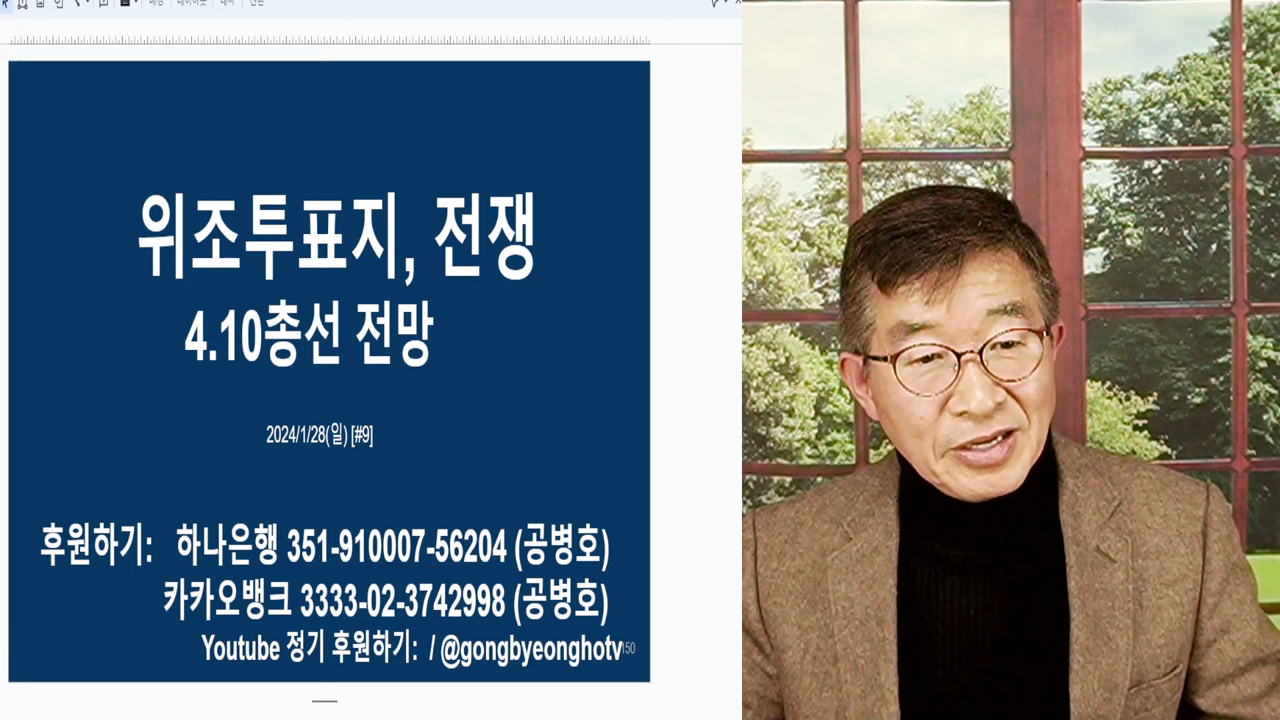 위조투표지, 전쟁
4.10총선 전망
2024/1/28(일) [#9]
후원하기: 하나은행 351-910007-56204 (공병호)
카카오뱅크 3333-02-3742998 (공병호)
Youtube 정기 후원하기: / @gongbyeonghotv
150